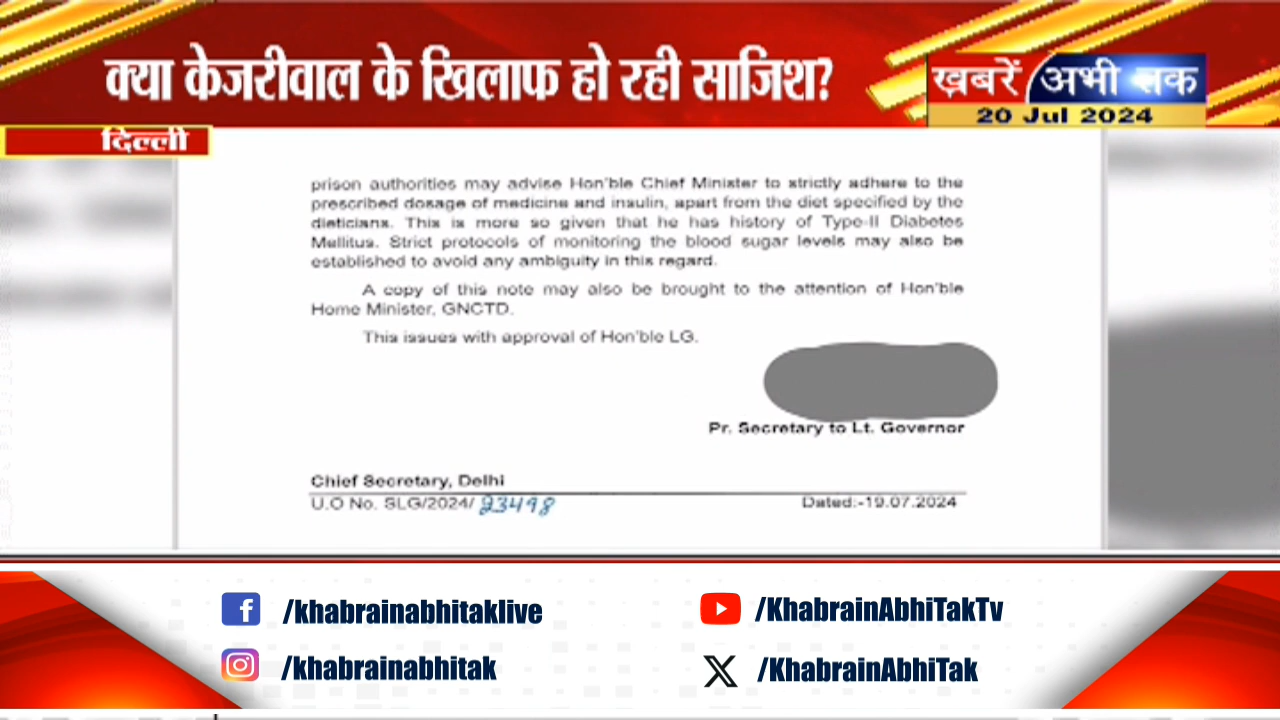 क्या केजरीवाल के खिलाफ हो रही साजिश?
ख़बरें अभी तक
20 Jul 2024
दिल्ली
prison authorities may advise Hon'ble Chief Minister to strictly adhere to the
prescribed dosage of medicine and insulin, apart from the diet specified by the
dieticians. This is more so given that he has history of Type-II Diabetes
Mellitus. Strict protocols of monitoring the blood sugar levels may also be
established to avoid any ambiguity in this regard.
A copy of this note may also be brought to the attention of Hon'ble
Home Minister, GNCTD.
This issues with approval of Hon'ble LG.
Pr. Secretary to Lt. Governor
Chief Secretary, Delhi
U.O No. SLG/2024/ 23498 Dated:-19.07.2024
/khabrainabhitaklive
/KhabrainAbhiTakTv
/khabrainabhitak
/KhabrainAbhiTak